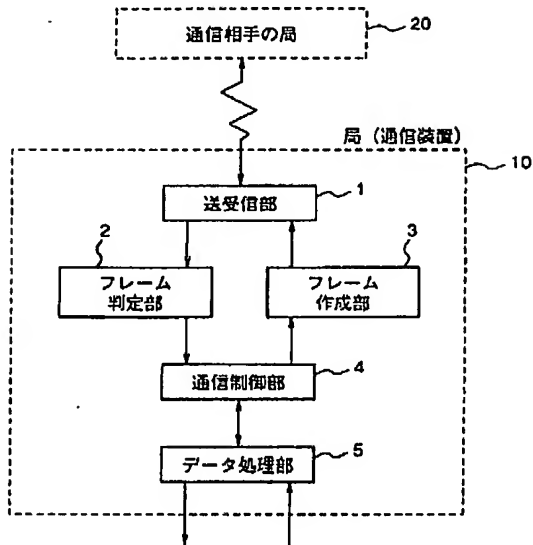 通信相手の局
20
局（通信装置）
10
送受信部
1
2
フレーム
判定部
3
フレーム
作成部
通信制御部
4
データ処理部
5